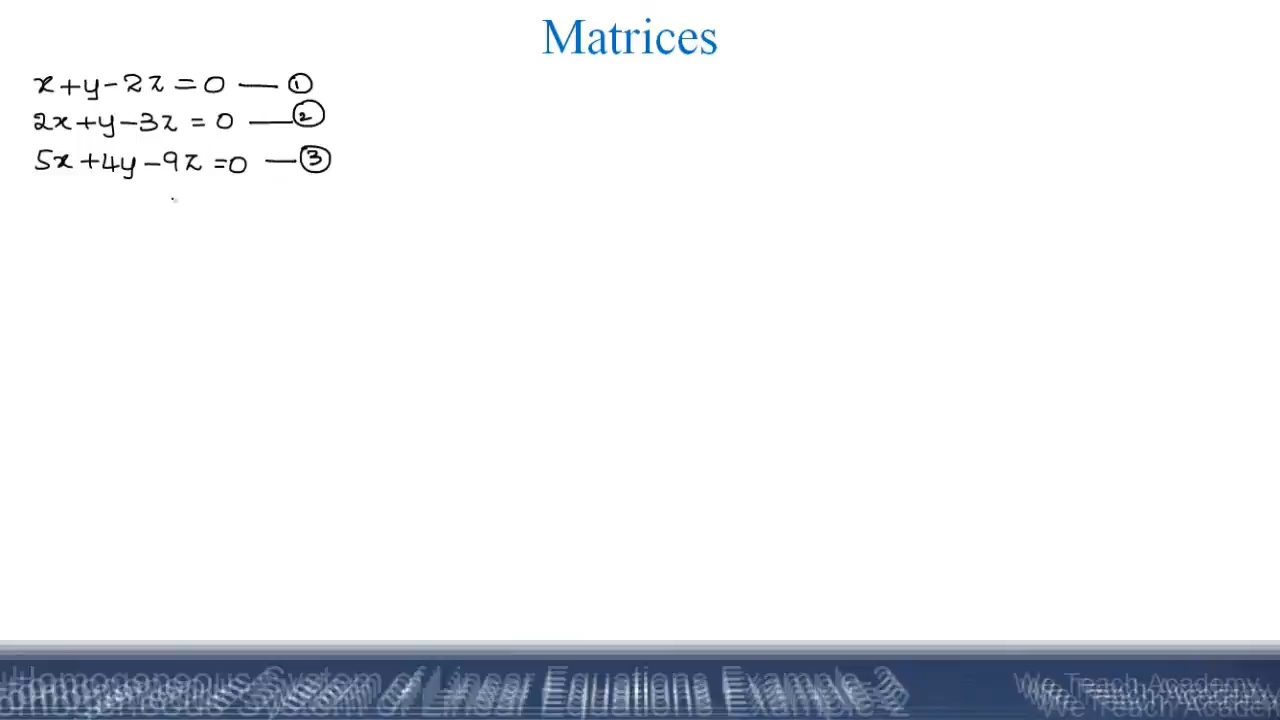 Matrices
x+y-2z=0 — ①
2x+y-3z=0 — ②
5x+4y-9z=0 — ③
Homogeneous System of Linear Equations Example-2
We Teach Academy